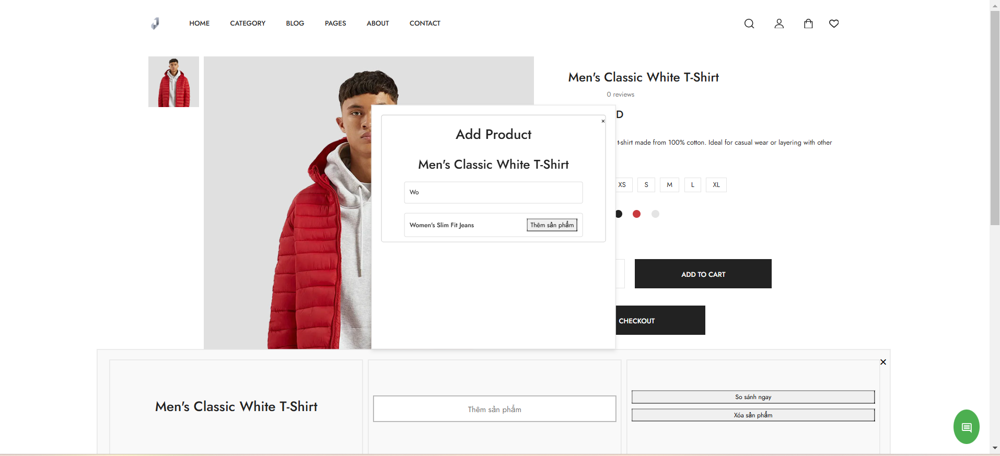 HOME CATEGORY BLOG PAGES ABOUT CONTACT
Men's Classic White T-Shirt
0 reviews
D
t-shirt made from 100% cotton. Ideal for casual wear or layering with other
XS S M L XL
ADD TO CART
CHECKOUT
×
Add Product
Men's Classic White T-Shirt
Wo
Women's Slim Fit Jeans
Thêm sản phẩm
×
Men's Classic White T-Shirt
Thêm sản phẩm
So sánh ngay
Xóa sản phẩm